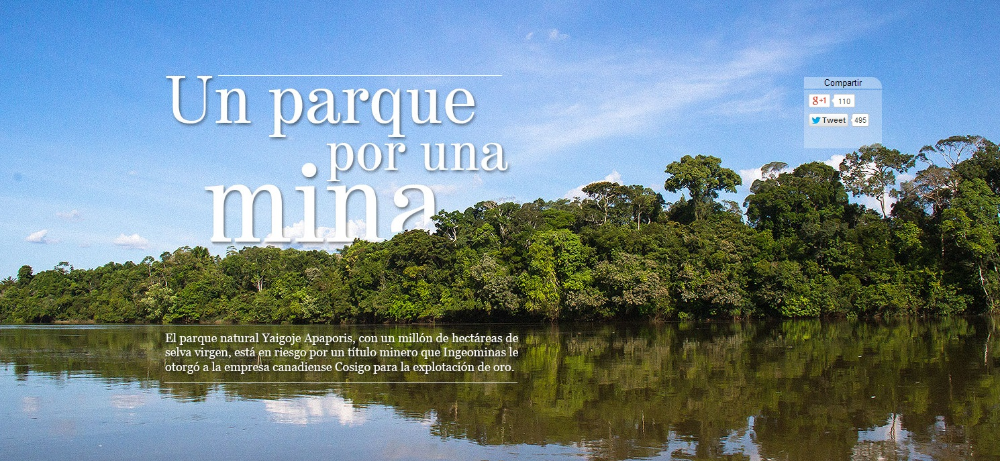 Un parque
por una
mina
Compartir
g+1 110
Tweet 495
El parque natural Yaigoje Apaporis, con un millón de hectáreas de
selva virgen, está en riesgo por un título minero que Ingeominas le
otorgó a la empresa canadiense Cosigo para la explotación de oro.